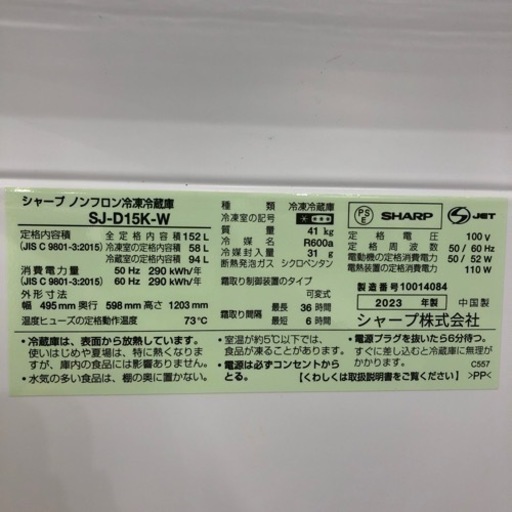 シャープ ノンフロン冷凍冷蔵庫
SJ-D15K-W
定格内容積 全定格内容積 152 L
(JIS C 9801-3:2015) 冷凍室の定格内容積 58 L
冷蔵室の定格内容積 94 L
消費電力量 50 Hz 290 kWh/年
(JIS C 9801-3:2015) 60 Hz 290 kWh/年
外形寸法
幅 495 mm 奥行 598 mm 高さ 1203 mm
温度ヒューズの定格動作温度 73℃
種類 冷凍冷蔵庫
冷凍室の記号
質量 41 kg
冷媒名 R600a
冷媒封入量 31 g
断熱発泡ガス シクロペンタン
霜取り制御装置のタイプ
可変式
霜取り間隔 最長 36 時間
最短 6 時間
PS
E
SHARP
JET
定格電圧 100 v
定格周波数 50 / 60 Hz
電動機の定格消費電力 50 / 52 W
電熱装置の定格消費電力 110 W
製造番号 10014084
2023 年製 中国製
シャープ株式会社
・冷蔵庫は、表面から放熱しています。
使いはじめや夏場は、特に熱くなりま
すが、庫内の食品には影響ありません。
・水気の多い食品は、棚の奥に置かない。
・室温が約5℃以下では、
食品が凍ることがあります。
・電源は必ずコンセントから
とる。
・電源プラグを抜いたら6分待つ。
すぐに差し込むと冷蔵庫に無理が
かかります。
C557
【くわしくは取扱説明書をご覧ください】
>PP<